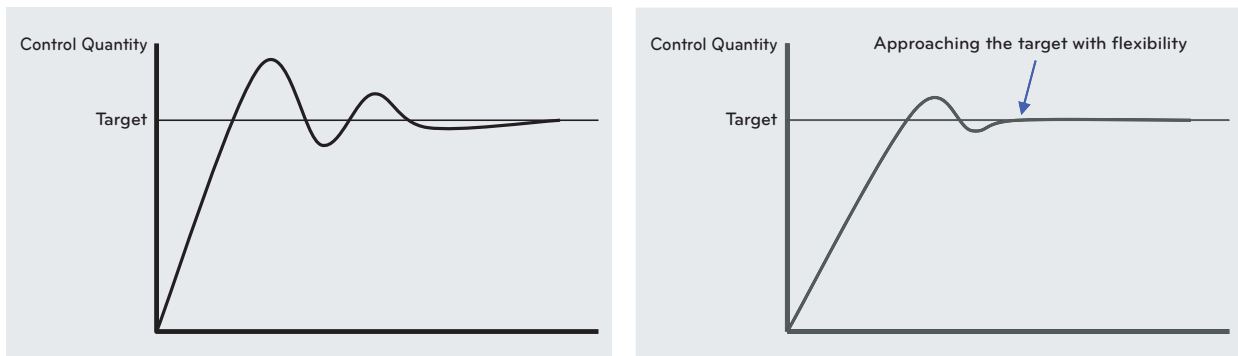 Control Quantity
Target
Control Quantity
Approaching the target with flexibility
Target